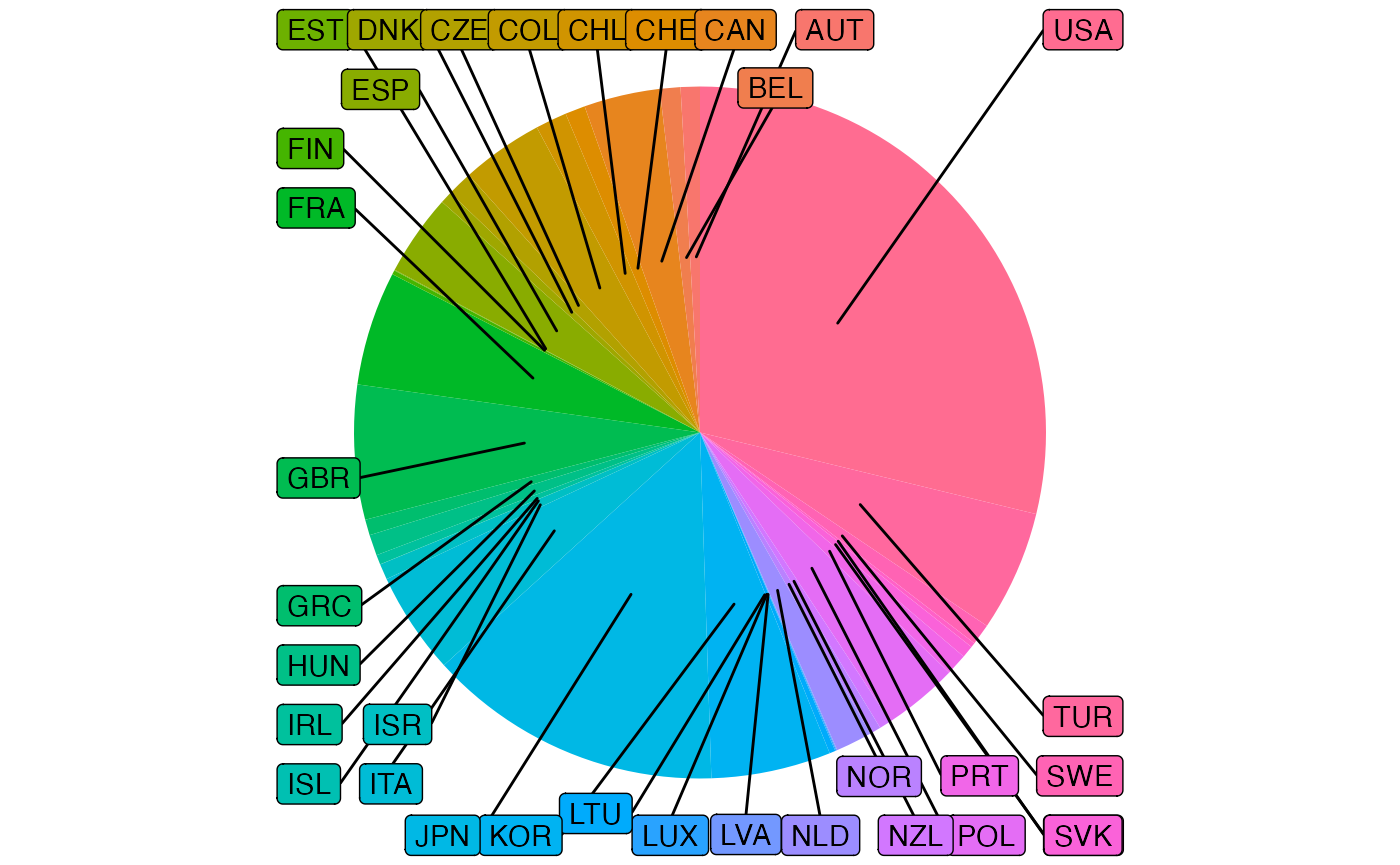 EST DNK CZE COL CHL CHE CAN AUT USA
ESP BEL
FIN
FRA
GBR
GRC
HUN
IRL ISR TUR
ISL ITA NOR PRT SWE
LTU
JPN KOR LUX LVA NLD NZL POL SVK